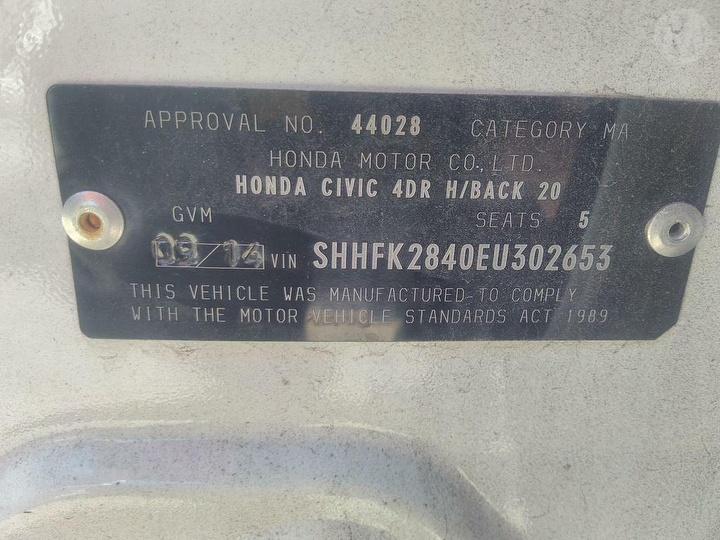 APPROVAL NO. 44028 CATEGORY MA
HONDA MOTOR CO.,LTD.
HONDA CIVIC 4DR H/BACK 20
GVM SEATS 5
09/14 VIN SHHFK2840EU302653
THIS VEHICLE WAS MANUFACTURED TO COMPLY
WITH THE MOTOR VEHICLE STANDARDS ACT 1989